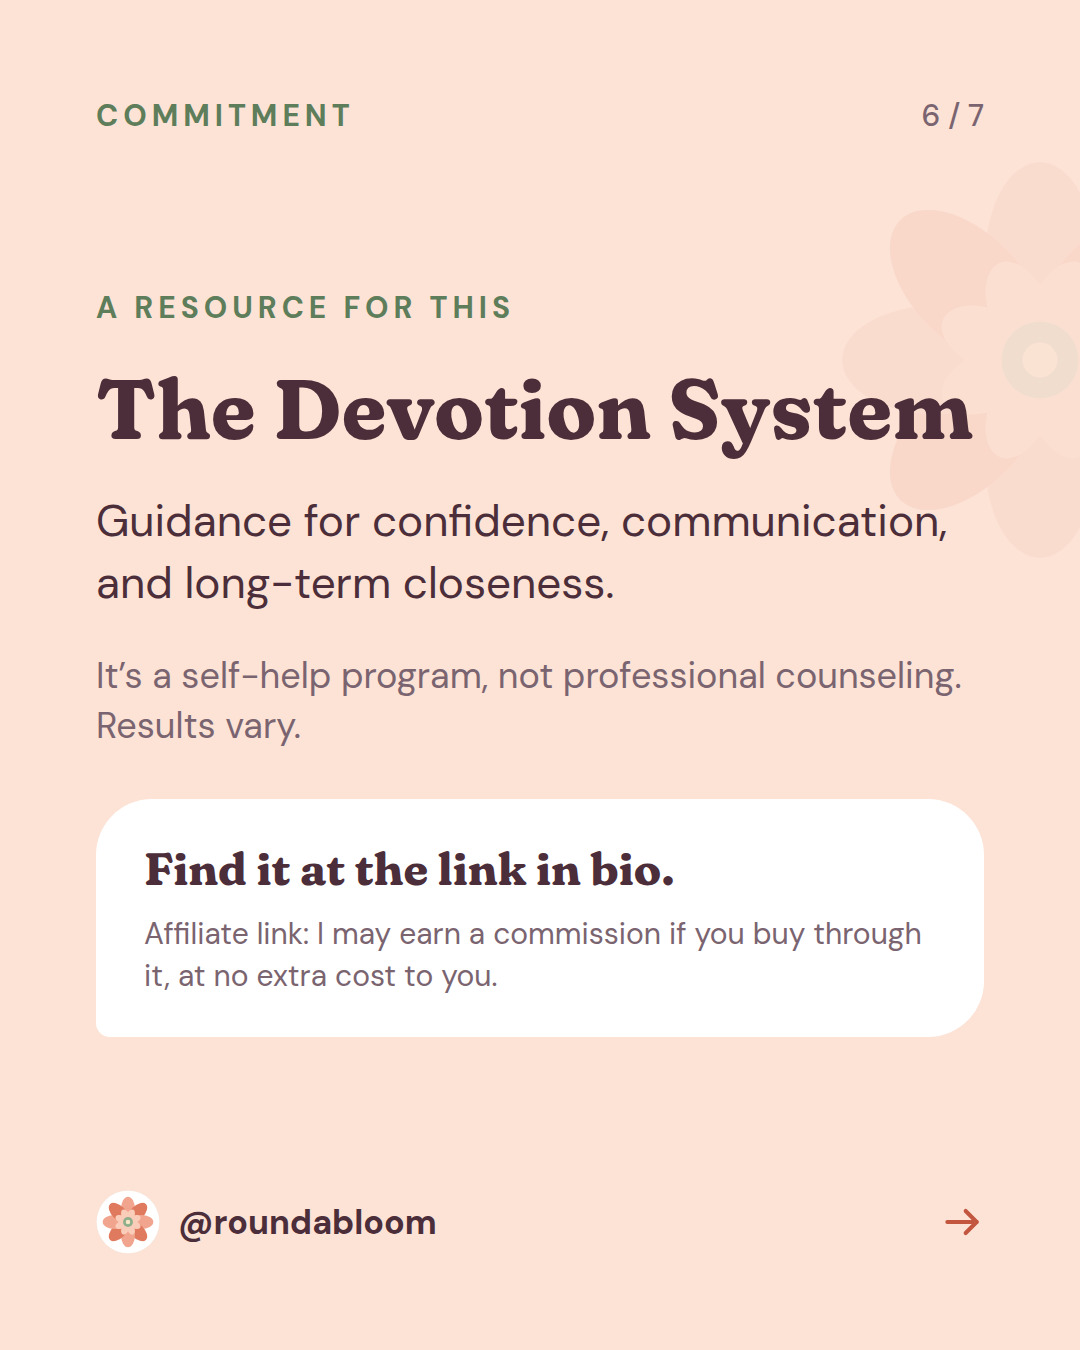 COMMITMENT
6 / 7
A RESOURCE FOR THIS
The Devotion System
Guidance for confidence, communication,
and long-term closeness.
It’s a self-help program, not professional counseling.
Results vary.
Find it at the link in bio.
Affiliate link: I may earn a commission if you buy through
it, at no extra cost to you.
@roundabloom